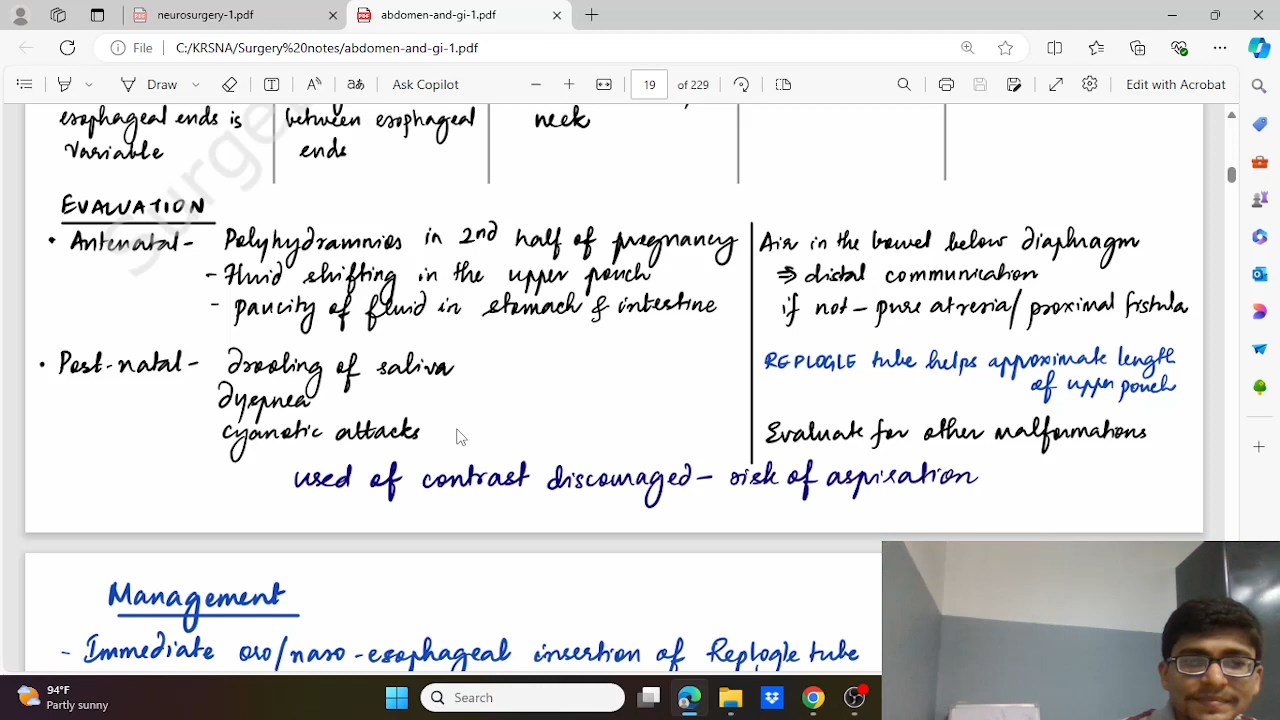 neurosurgery-1.pdf
abdomen-and-gi-1.pdf
File C:/KRSNA/Surgery%20notes/abdomen-and-gi-1.pdf
Draw
Ask Copilot
19 of 229
Edit with Acrobat
esophageal ends is
variable
between esophageal
ends
neck
Surge
EVALUATION
• Antenatal - Polyhydramnios in 2nd half of pregnancy
- Fluid shifting in the upper pouch
- paucity of fluid in stomach & intestine
• Post-natal - drooling of saliva
dyspnea
cyanotic attacks
Air in the bowel below diaphragm
⇒ distal communication
if not - pure atresia/ proximal fistula
REPLOGLE tube helps approximate length
of upper pouch
Evaluate for other malformations
used of contrast discouraged - risk of aspiration
Management
- Immediate oro/naso-esophageal insertion of Replogle tube
94°F
Partly sunny
Search